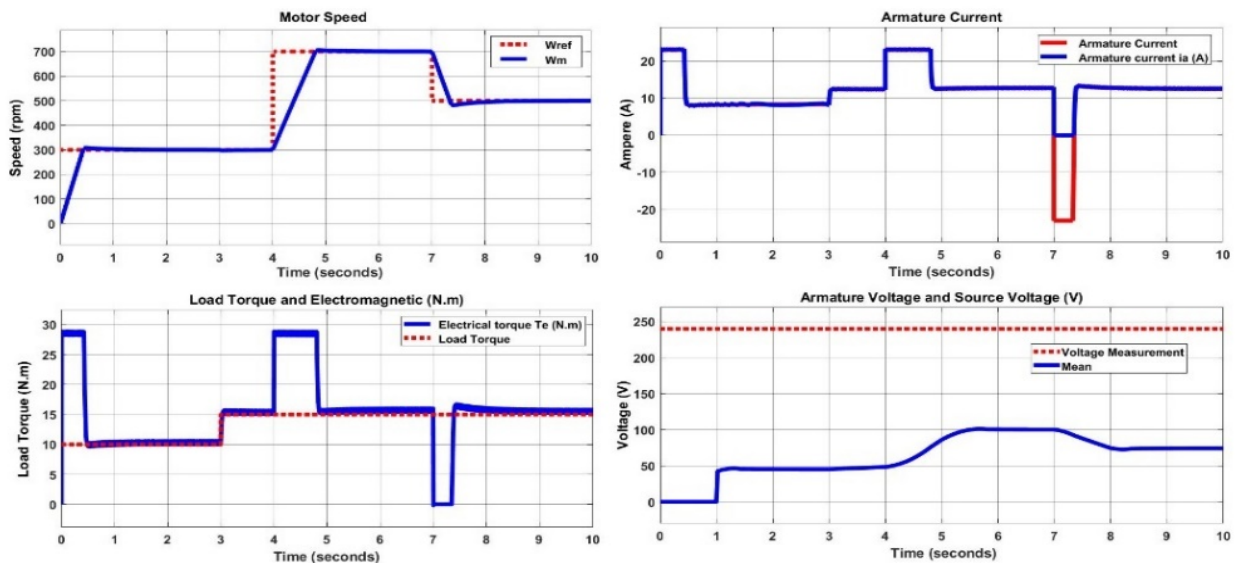 Motor Speed
Speed (rpm)
700
600
500
400
300
200
100
0
Wref
Wm
0 1 2 3 4 5 6 7 8 9 10
Time (seconds)
Armature Current
Ampere (A)
20
10
0
-10
-20
Armature Current
Armature current ia (A)
0 1 2 3 4 5 6 7 8 9 10
Time (seconds)
Load Torque and Electromagnetic (N.m)
Load Torque (N.m)
30
25
20
15
10
5
0
Electrical torque Te (N.m)
Load Torque
0 1 2 3 4 5 6 7 8 9 10
Time (seconds)
Armature Voltage and Source Voltage (V)
Voltage (V)
250
200
150
100
50
0
Voltage Measurement
Mean
0 1 2 3 4 5 6 7 8 9 10
Time (seconds)